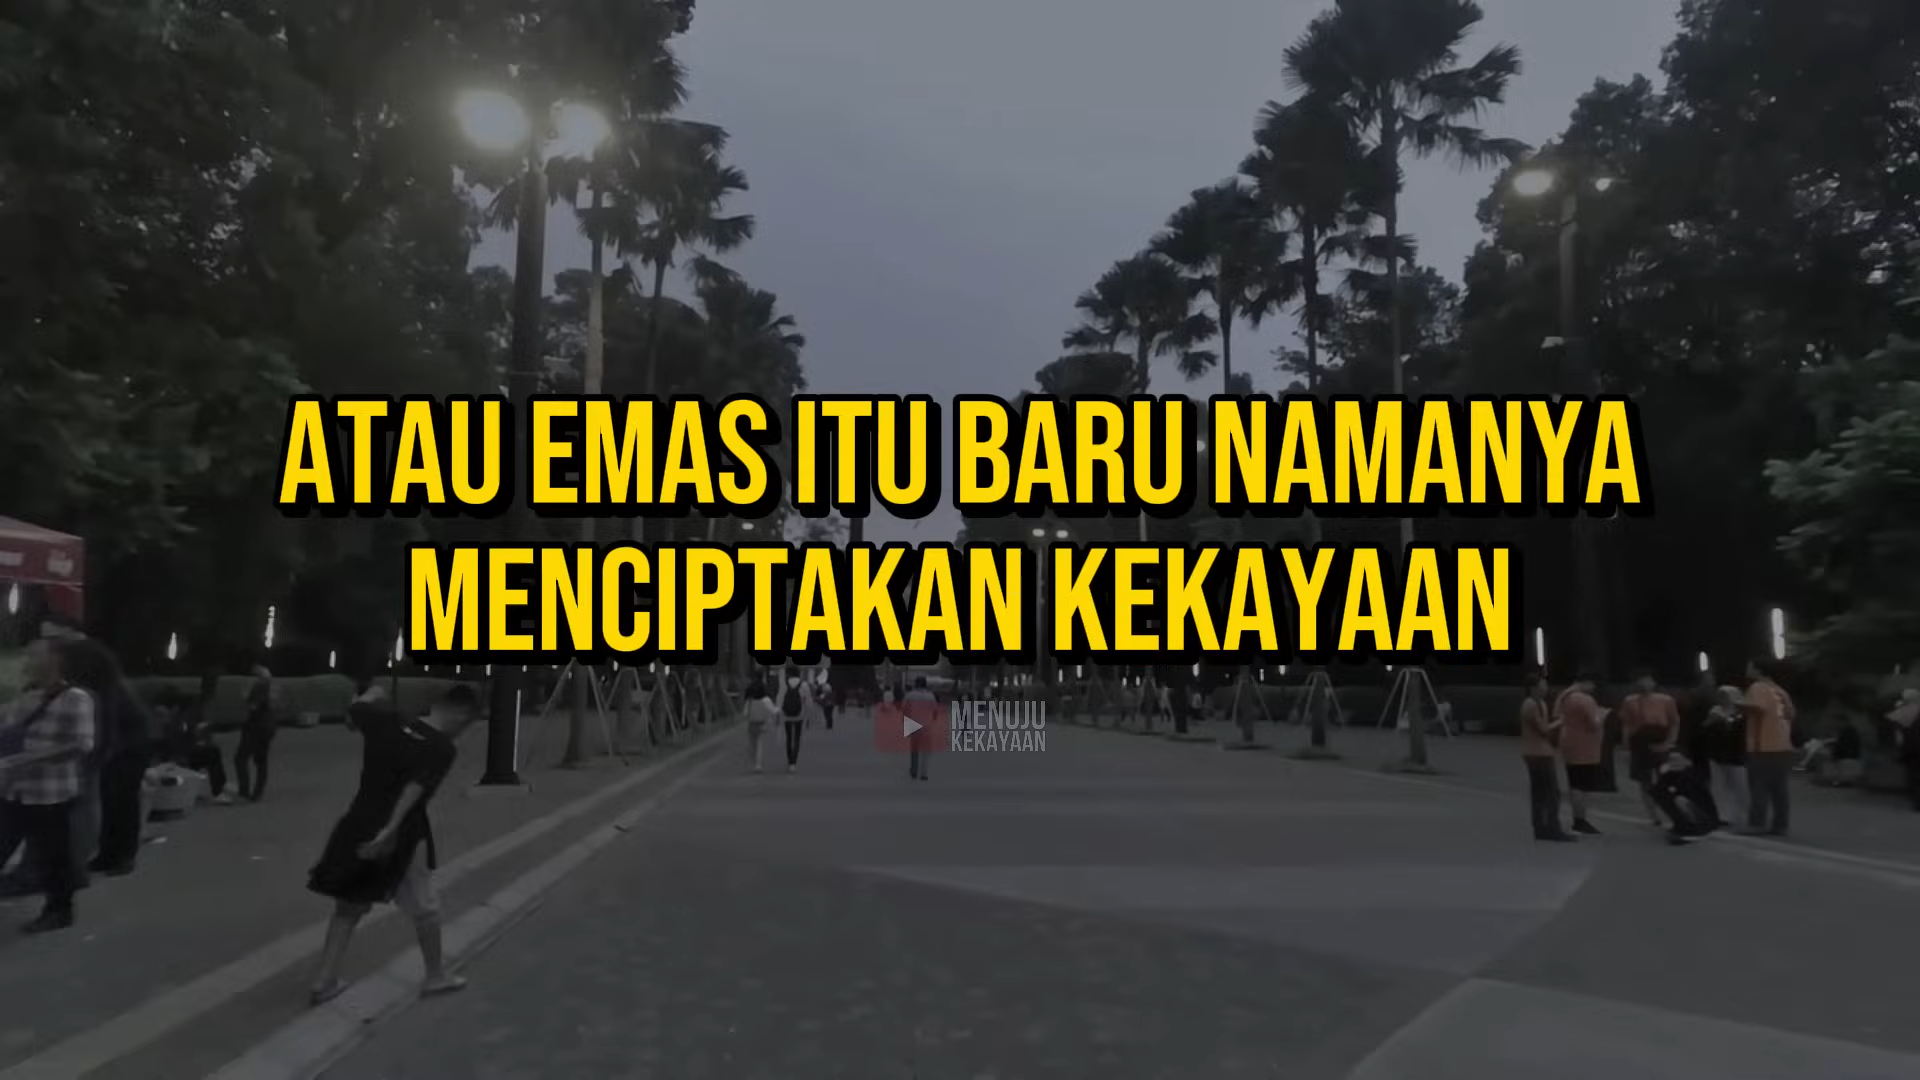 ATAU EMAS ITU BARU NAMANYA
MENCIPTAKAN KEKAYAAN
MENUJU
KEKAYAAN